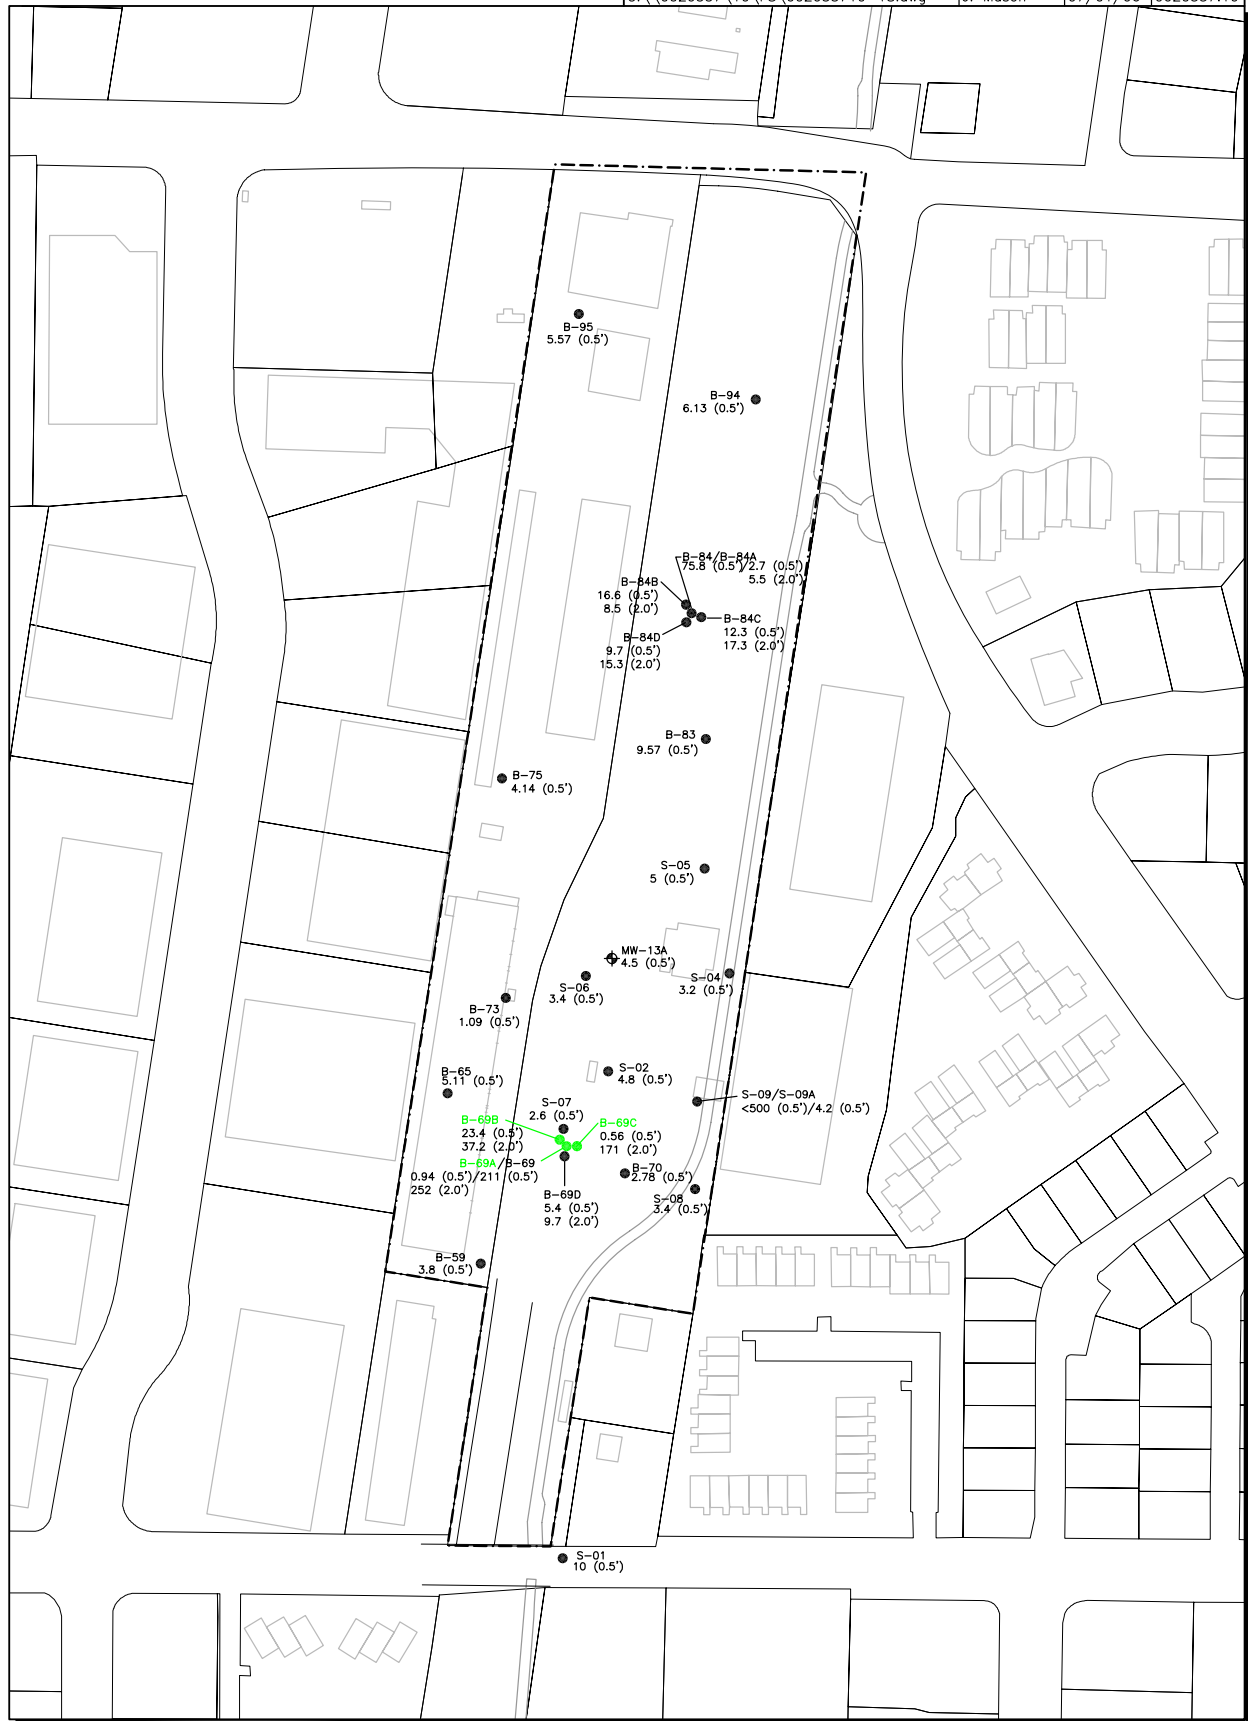 B-95
5.57 (0.5')
B-94
6.13 (0.5')
B-84/B-84A
75.8 (0.5')/2.7 (0.5')
5.5 (2.0')
B-84B
16.6 (0.5')
8.5 (2.0')
B-84C
12.3 (0.5')
17.3 (2.0')
B-84D
9.7 (0.5')
15.3 (2.0')
B-83
9.57 (0.5')
B-75
4.14 (0.5')
S-05
5 (0.5')
MW-13A
4.5 (0.5')
S-04
3.2 (0.5')
S-06
3.4 (0.5')
B-73
1.09 (0.5')
S-02
4.8 (0.5')
B-65
5.11 (0.5')
S-09/S-09A
<500 (0.5')/4.2 (0.5')
S-07
2.6 (0.5')
B-69B
23.4 (0.5')
37.2 (2.0')
B-69C
0.56 (0.5')
171 (2.0')
B-69A/B-69
0.94 (0.5')/211 (0.5')
252 (2.0')
B-70
2.78 (0.5')
B-69D
5.4 (0.5')
9.7 (2.0')
S-08
3.4 (0.5')
B-59
3.8 (0.5')
S-01
10 (0.5')